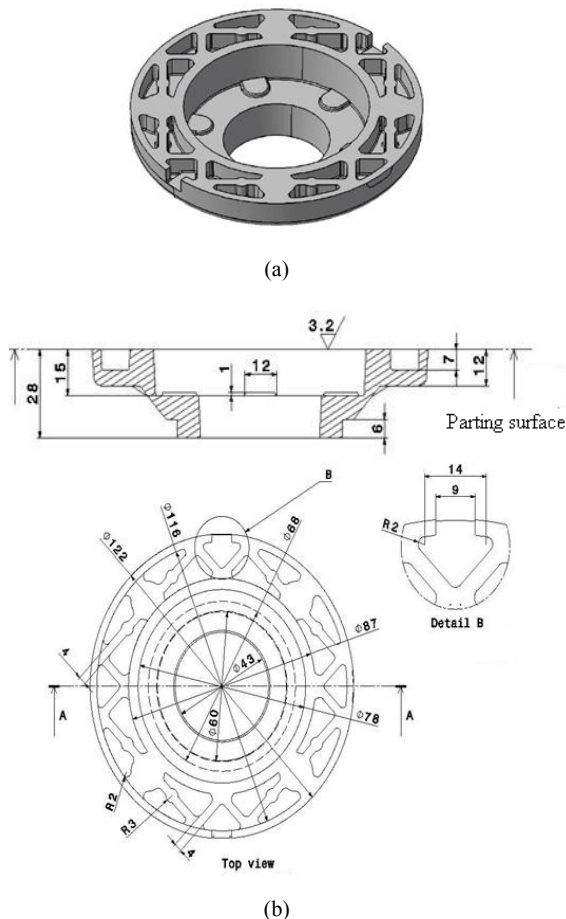 (a)
3.2
15
28
1
12
7
12
6
Parting surface
14
9
R2
B
Detail B
Ø116
Ø122
Ø68
Ø87
Ø43
Ø78
Ø60
4
A
A
R2
R3
4
Top view
(b)